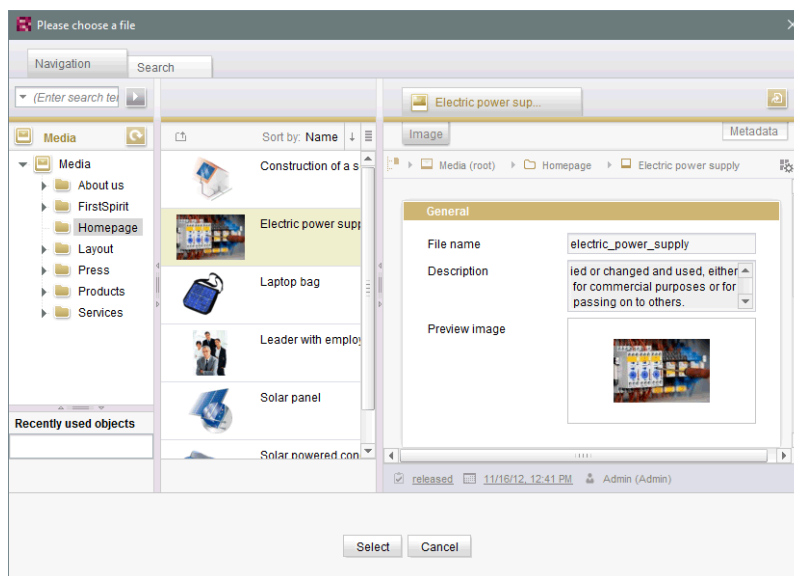 Please choose a file
Navigation
Search
(Enter search
Media
Media
About us
FirstSpirit
Homepage
Layout
Press
Products
Services
Recently used objects
Sort by: Name
Construction of a s
Electric power supp
Laptop bag
Leader with employ
Solar panel
Solar powered con
Electric power sup...
Image
Metadata
Media (root)
Homepage
Electric power supply
General
File name
electric_power_supply
Description
ied or changed and used, either
for commercial purposes or for
passing on to others.
Preview image
released
11/16/12, 12:41 PM
Admin (Admin)
Select
Cancel